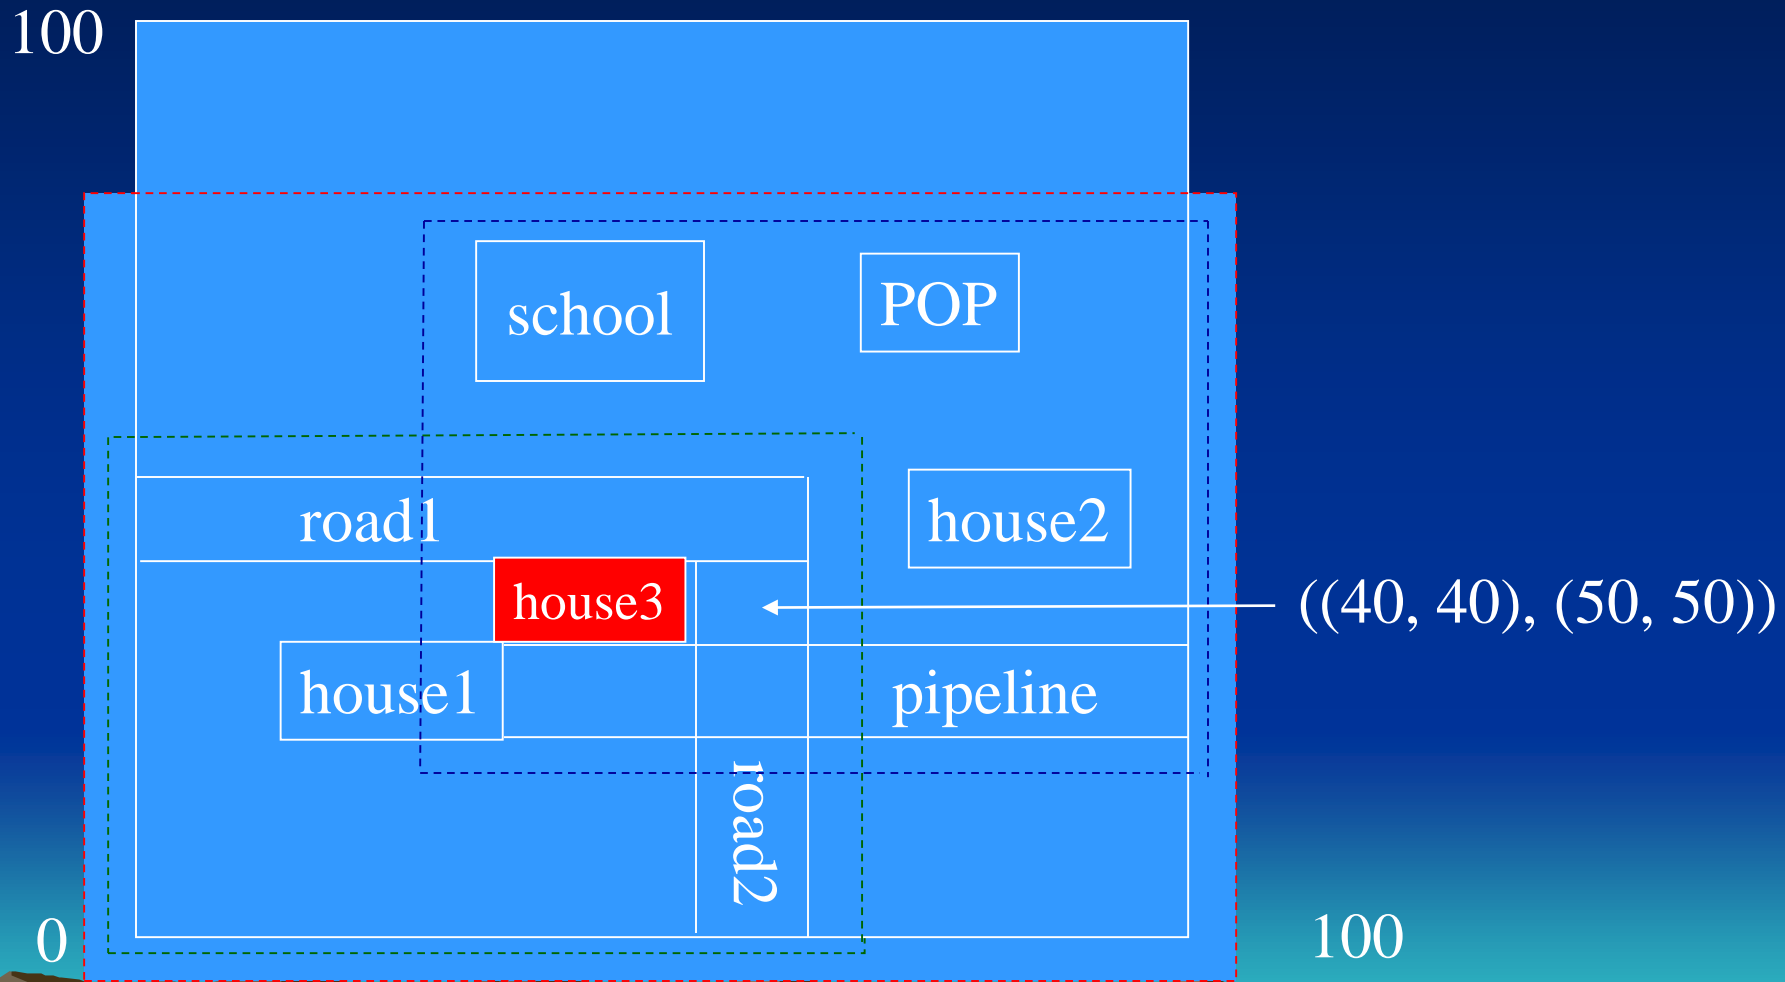 100
school
POP
road1
house2
house3
((40, 40), (50, 50))
house1
pipeline
road2
0
100